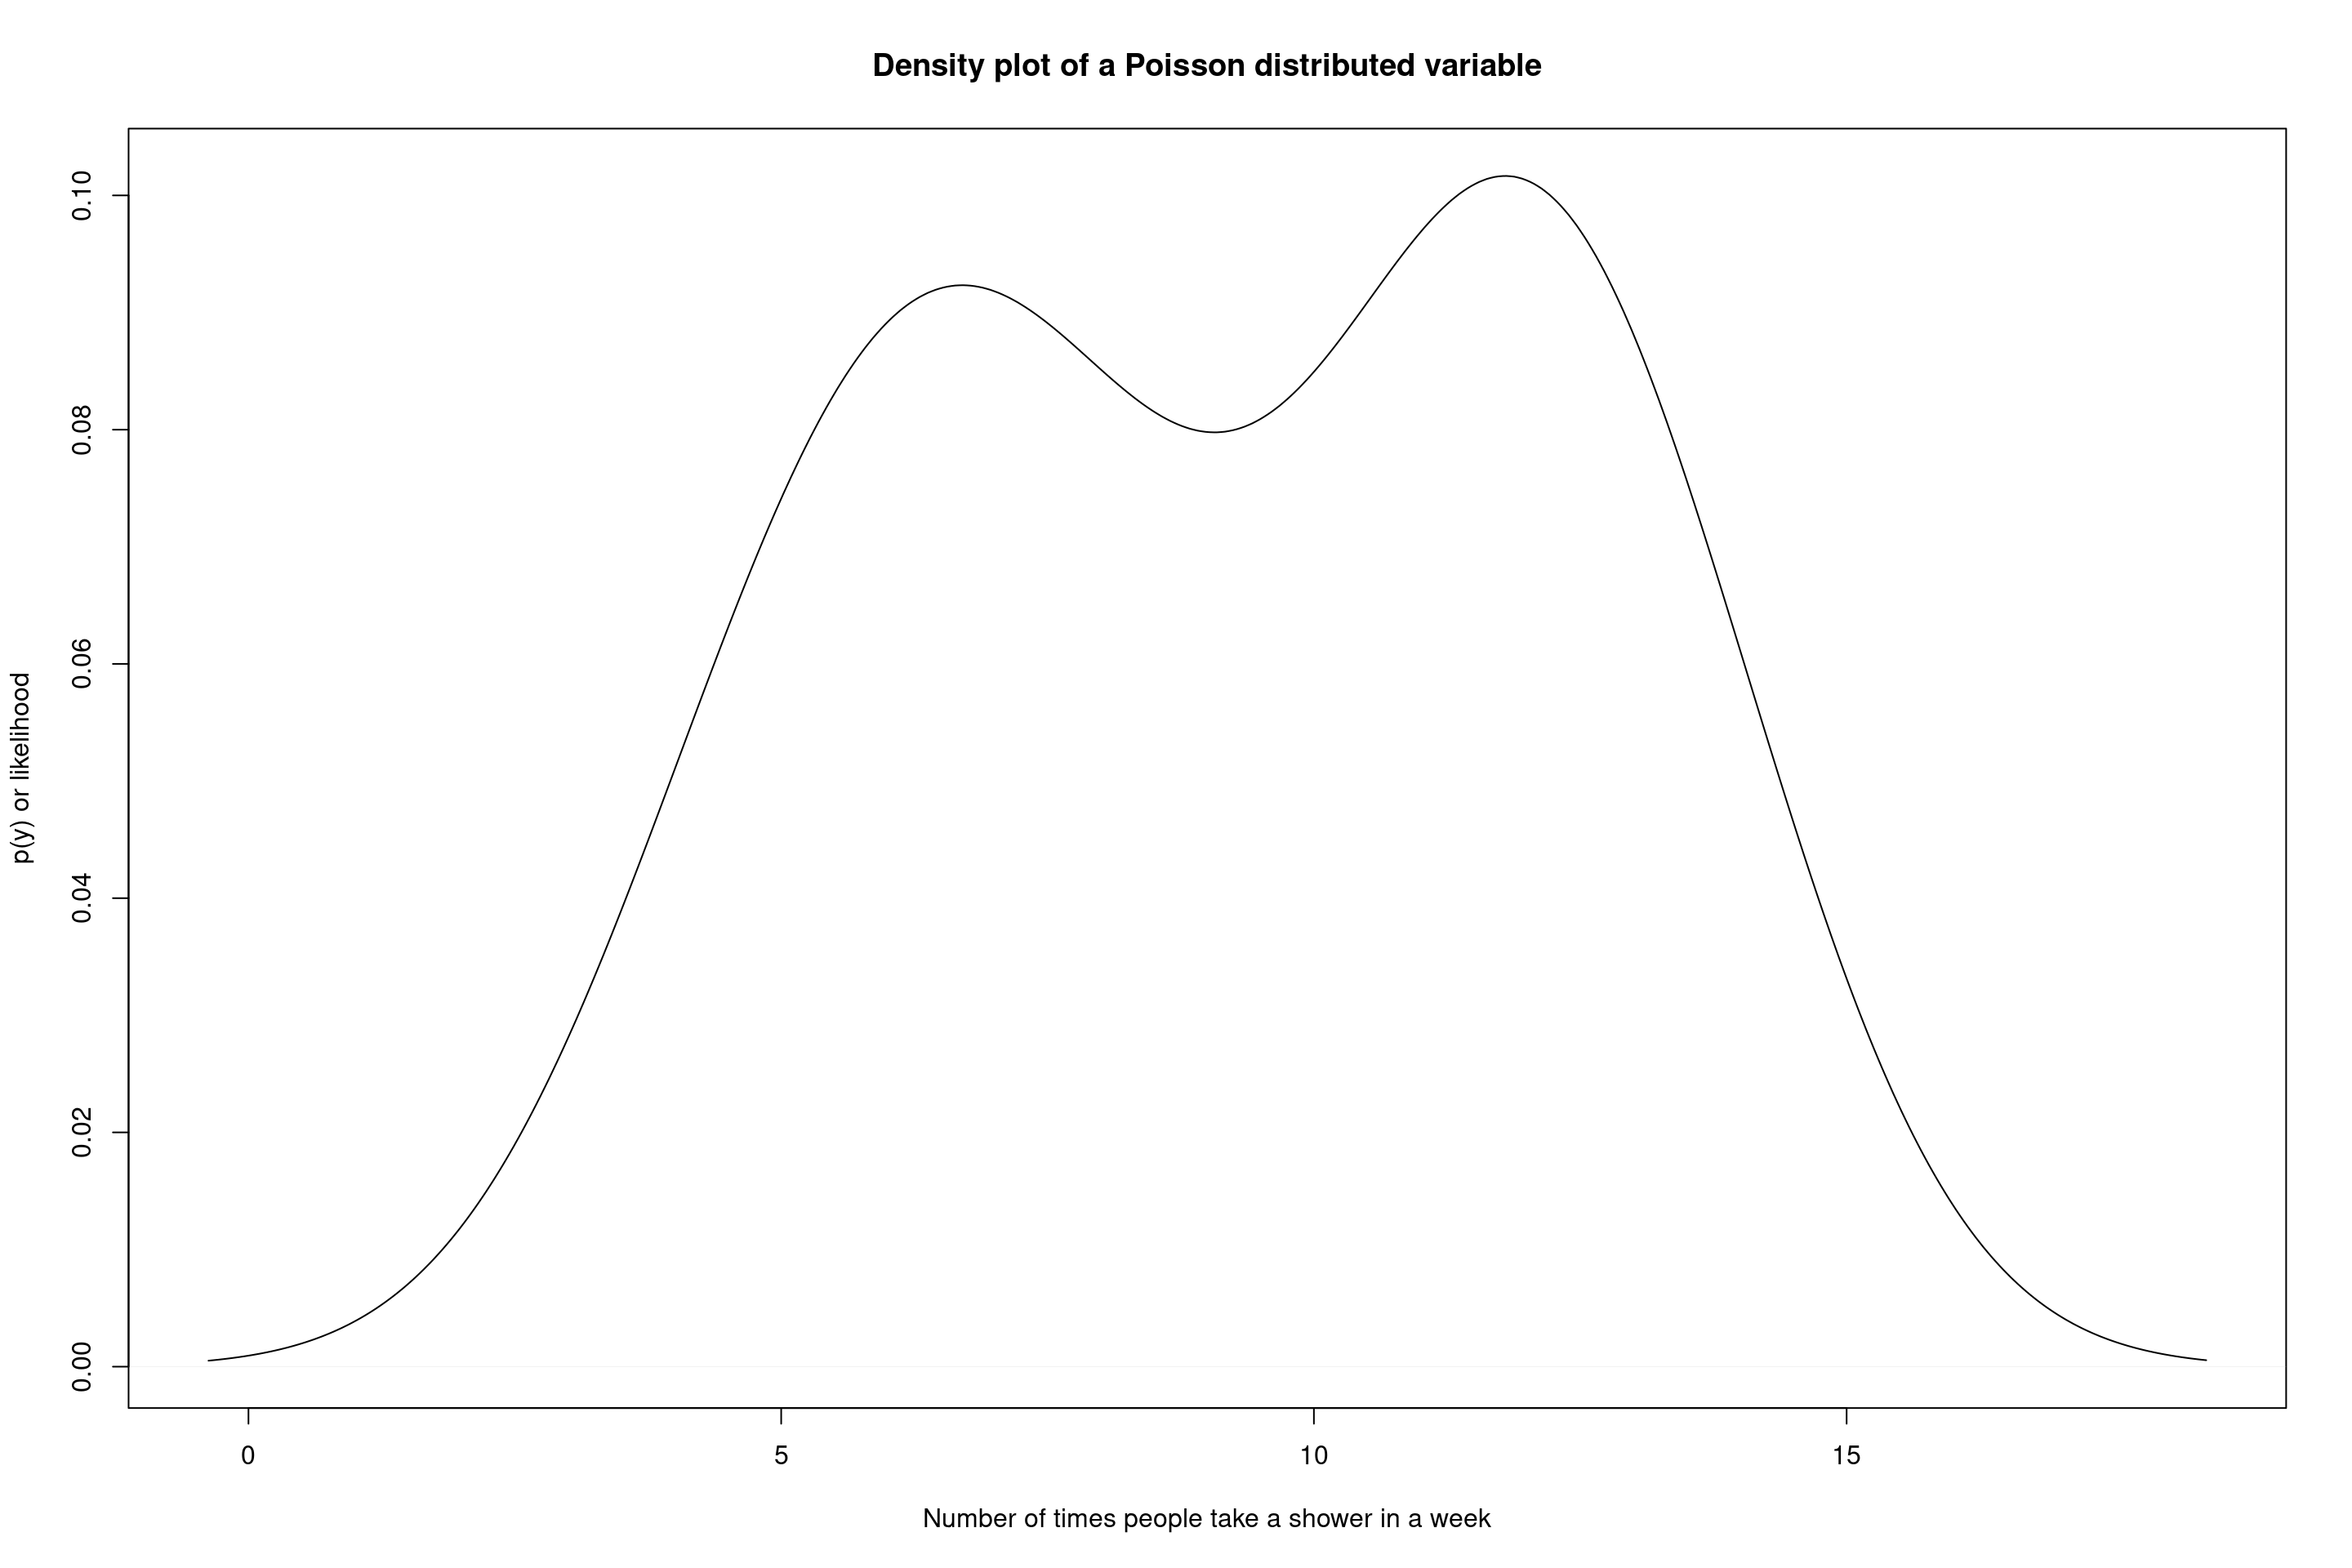 Density plot of a Poisson distributed variable
p(y) or likelihood
0.10
0.08
0.06
0.04
0.02
0.00
0 5 10 15
Number of times people take a shower in a week